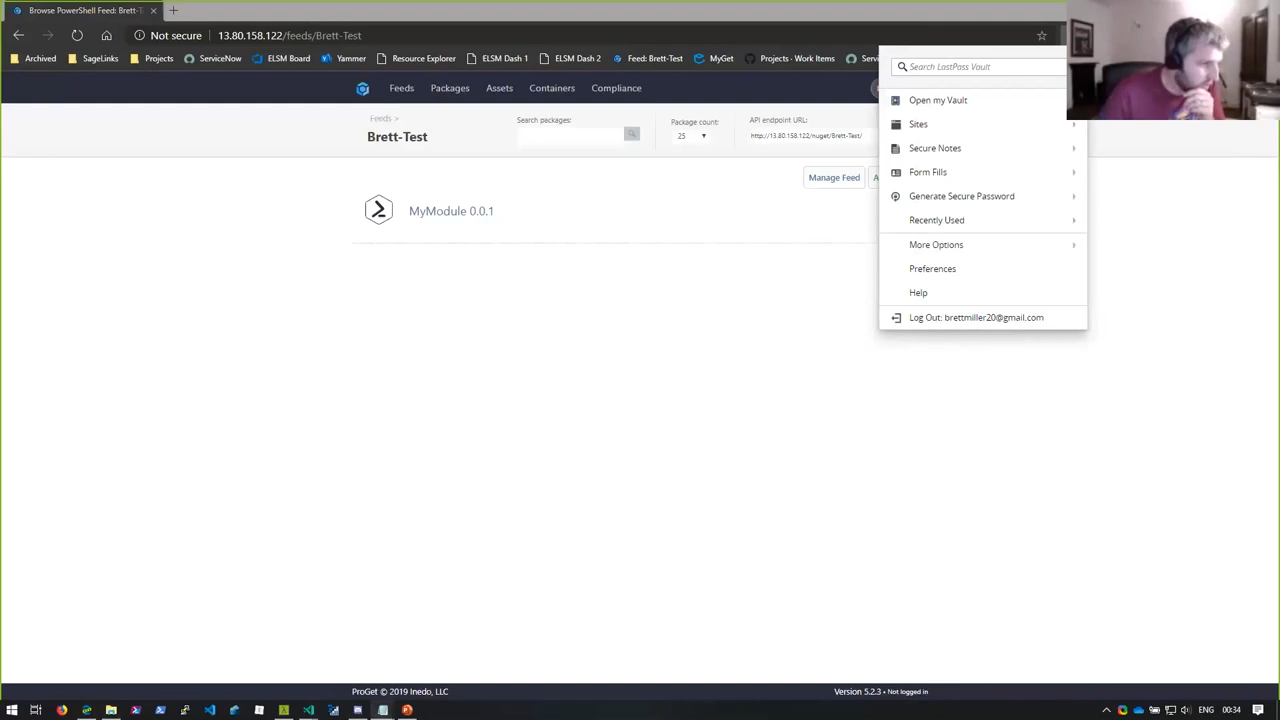 Browse PowerShell Feed: Brett-T
Not secure 13.80.158.122/feeds/Brett-Test
Archived SageLinks Projects ServiceNow ELSM Board Yammer Resource Explorer ELSM Dash 1 ELSM Dash 2 Feed: Brett-Test MyGet Projects · Work Items
Search LastPass Vault
Feeds Packages Assets Containers Compliance
Open my Vault
Feeds > Search packages: Package count: API endpoint URL:
Sites
Brett-Test 25 http://13.80.158.122/nuget/Brett-Test/
Secure Notes
Manage Feed A
Form Fills
Generate Secure Password
MyModule 0.0.1
Recently Used
More Options
Preferences
Help
Log Out: brettmiller20@gmail.com
ProGet © 2019 Inedo, LLC Version 5.2.3 • Not logged in
ENG 00:34